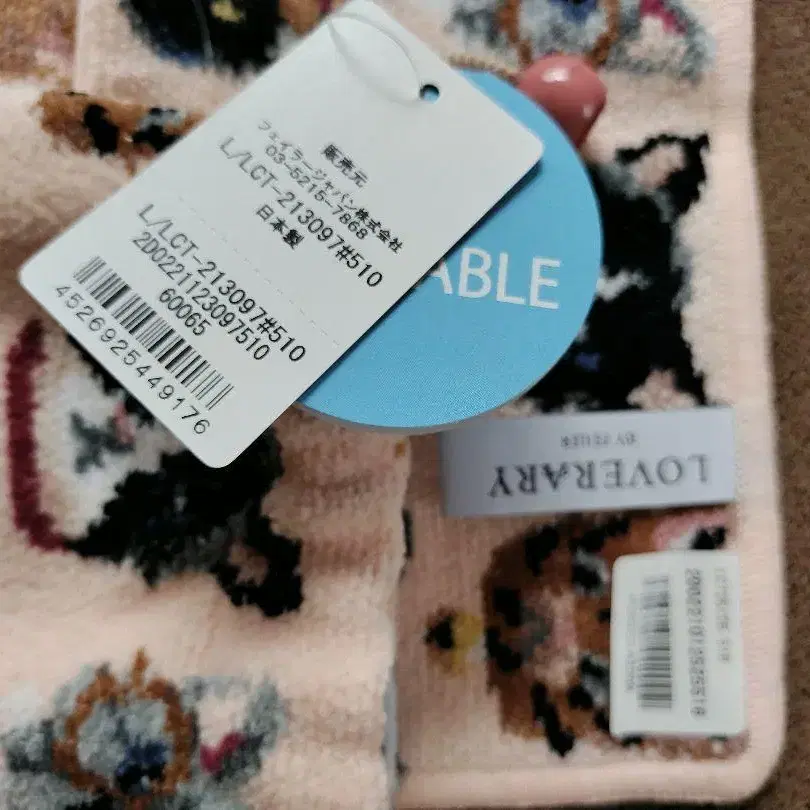 販売元
フェイラージャパン株式会社
03-5215-7868
L/LCT-213097#510
日本製
L/LCT-213097#510
2D0221123097510
60065
4526925449176
ABLE
LOVERARY
BY FEILER